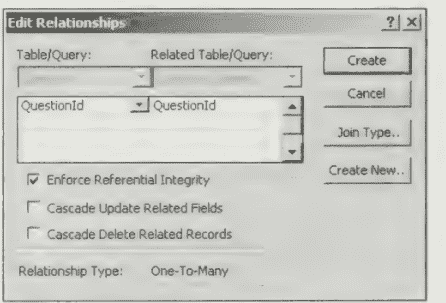 Edit Relationships
Table/Query: Related Table/Query:
Create
QuestionId QuestionId
Cancel
Join Type..
Create New..
Enforce Referential Integrity
Cascade Update Related Fields
Cascade Delete Related Records
Relationship Type: One-To-Many